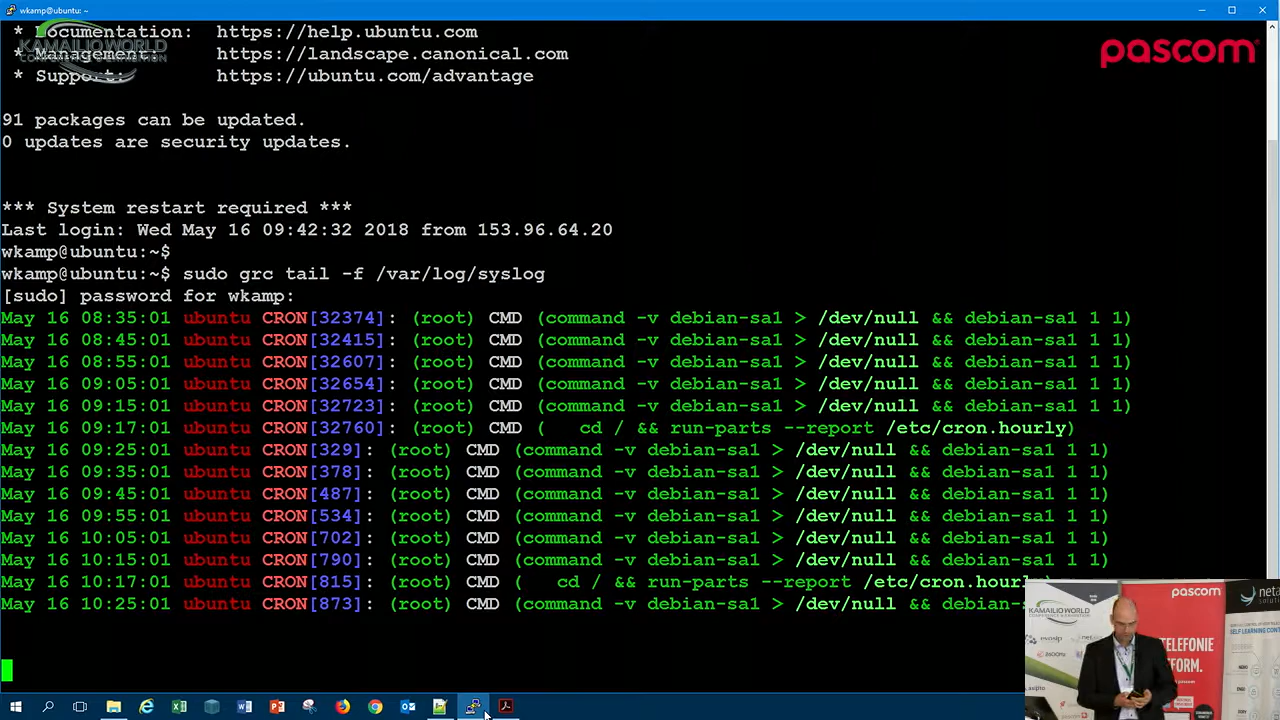 wkamp@ubuntu: ~
* Documentation:  https://help.ubuntu.com
* Management:     https://landscape.canonical.com
* Support:        https://ubuntu.com/advantage
KAMAILIO WORLD
CONFERENCE & EXHIBITION
pascom
91 packages can be updated.
0 updates are security updates.
*** System restart required ***
Last login: Wed May 16 09:42:32 2018 from 153.96.64.20
wkamp@ubuntu:~$
wkamp@ubuntu:~$ sudo grc tail -f /var/log/syslog
[sudo] password for wkamp:
May 16 08:35:01 ubuntu CRON[32374]: (root) CMD (command -v debian-sa1 > /dev/null && debian-sa1 1 1)
May 16 08:45:01 ubuntu CRON[32415]: (root) CMD (command -v debian-sa1 > /dev/null && debian-sa1 1 1)
May 16 08:55:01 ubuntu CRON[32607]: (root) CMD (command -v debian-sa1 > /dev/null && debian-sa1 1 1)
May 16 09:05:01 ubuntu CRON[32654]: (root) CMD (command -v debian-sa1 > /dev/null && debian-sa1 1 1)
May 16 09:15:01 ubuntu CRON[32723]: (root) CMD (command -v debian-sa1 > /dev/null && debian-sa1 1 1)
May 16 09:17:01 ubuntu CRON[32760]: (root) CMD (   cd / && run-parts --report /etc/cron.hourly)
May 16 09:25:01 ubuntu CRON[329]: (root) CMD (command -v debian-sa1 > /dev/null && debian-sa1 1 1)
May 16 09:35:01 ubuntu CRON[378]: (root) CMD (command -v debian-sa1 > /dev/null && debian-sa1 1 1)
May 16 09:45:01 ubuntu CRON[487]: (root) CMD (command -v debian-sa1 > /dev/null && debian-sa1 1 1)
May 16 09:55:01 ubuntu CRON[534]: (root) CMD (command -v debian-sa1 > /dev/null && debian-sa1 1 1)
May 16 10:05:01 ubuntu CRON[702]: (root) CMD (command -v debian-sa1 > /dev/null && debian-sa1 1 1)
May 16 10:15:01 ubuntu CRON[790]: (root) CMD (command -v debian-sa1 > /dev/null && debian-sa1 1 1)
May 16 10:17:01 ubuntu CRON[815]: (root) CMD (   cd / && run-parts --report /etc/cron.hourly)
May 16 10:25:01 ubuntu CRON[873]: (root) CMD (command -v debian-sa1 > /dev/null && debian-s
pascom
neta
KAMAILIO WORLD
TELEFONIE
FORM.
SELF LEARNING CONT
evosip